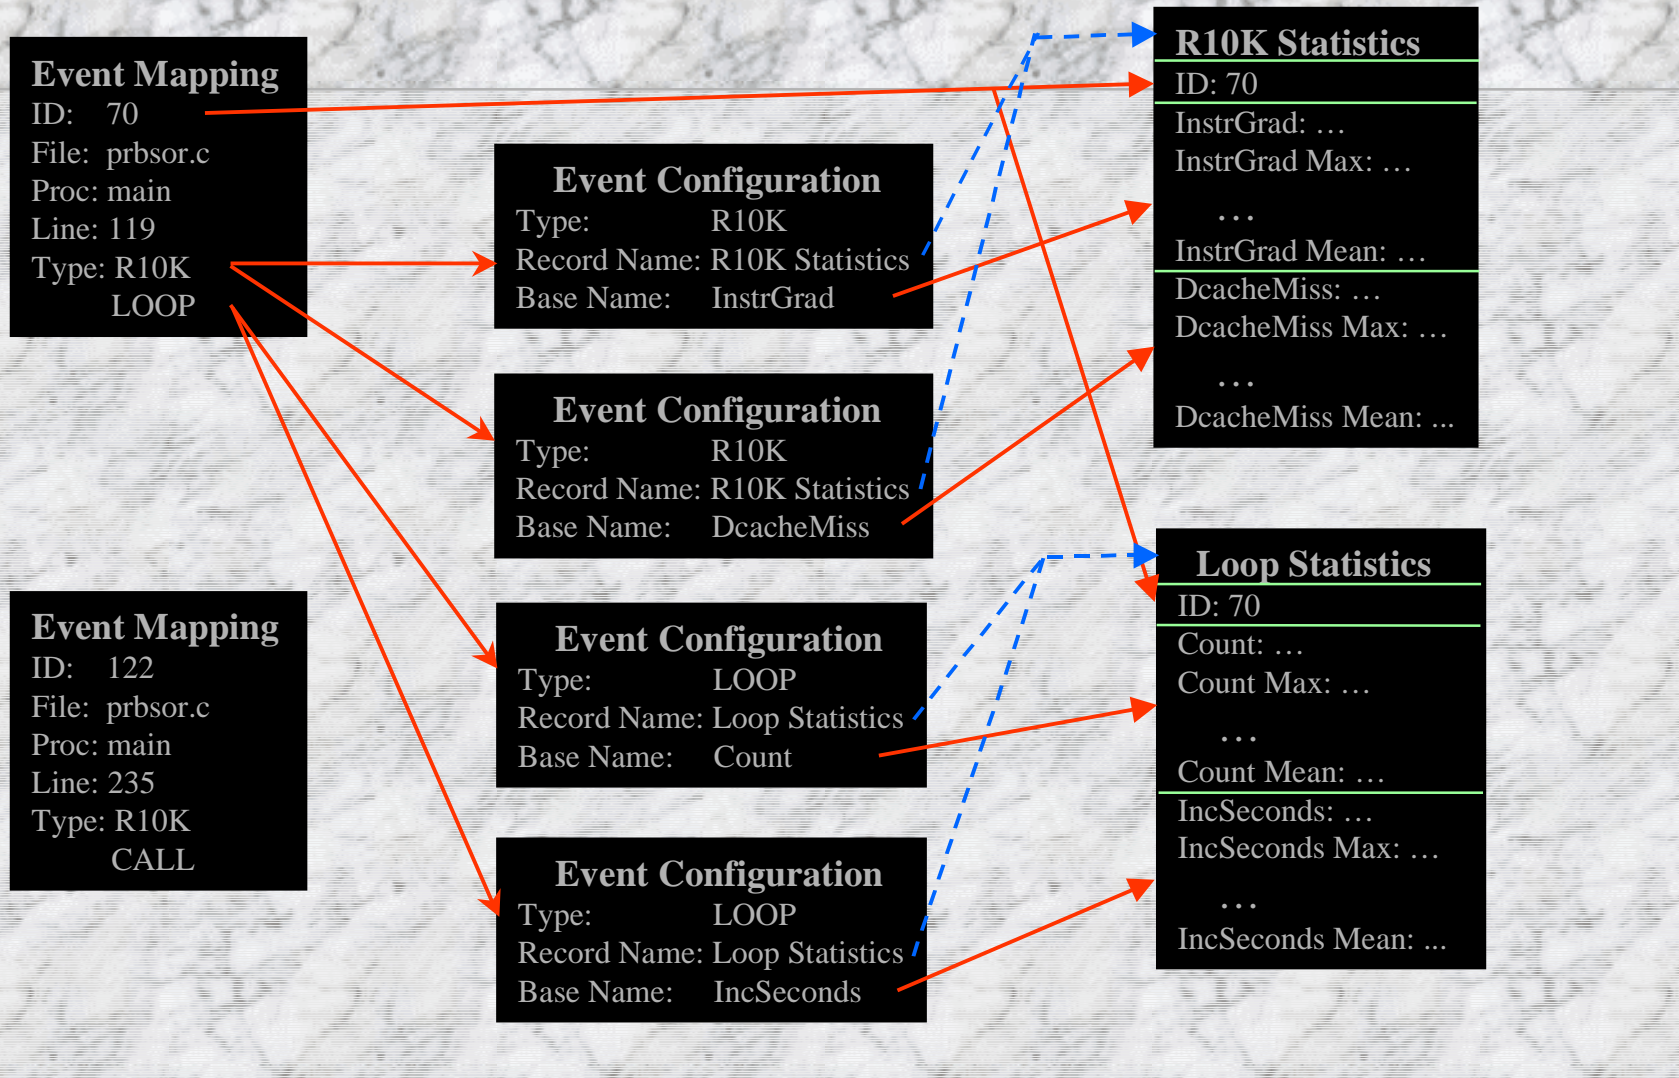 Event Mapping
ID: 70
File: prbsor.c
Proc: main
Line: 119
Type: R10K
LOOP
Event Mapping
ID: 122
File: prbsor.c
Proc: main
Line: 235
Type: R10K
CALL
Event Configuration
Type: R10K
Record Name: R10K Statistics
Base Name: InstrGrad
Event Configuration
Type: R10K
Record Name: R10K Statistics
Base Name: DcacheMiss
Event Configuration
Type: LOOP
Record Name: Loop Statistics
Base Name: Count
Event Configuration
Type: LOOP
Record Name: Loop Statistics
Base Name: IncSeconds
R10K Statistics
ID: 70
InstrGrad: …
InstrGrad Max: …
…
InstrGrad Mean: …
DcacheMiss: …
DcacheMiss Max: …
…
DcacheMiss Mean: ...
Loop Statistics
ID: 70
Count: …
Count Max: …
…
Count Mean: …
IncSeconds: …
IncSeconds Max: …
…
IncSeconds Mean: ...